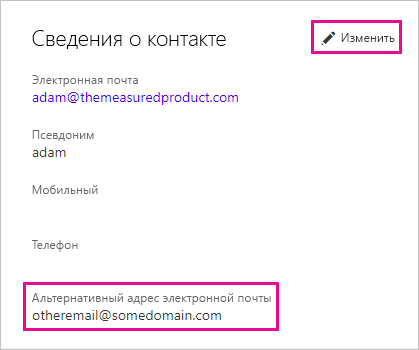 Сведения о контакте
Изменить
Электронная почта
adam@themeasuredproduct.com
Псевдоним
adam
Мобильный
Телефон
Альтернативный адрес электронной почты
otheremail@somedomain.com